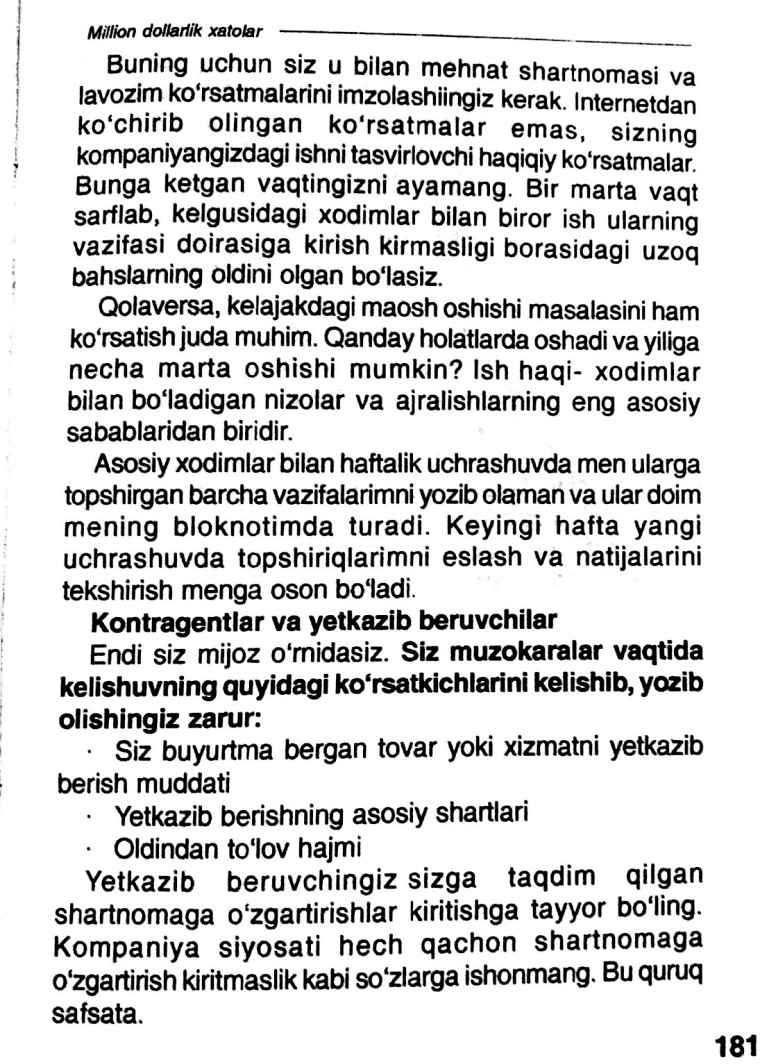 Million dollarlik xatolar
Buning uchun siz u bilan mehnat shartnomasi va
lavozim ko‘rsatmalarini imzolashiingiz kerak. Internetdan
ko‘chirib olingan ko‘rsatmalar emas, sizning
kompaniyangizdagi ishni tasvirlovchi haqiqiy ko‘rsatmalar.
Bunga ketgan vaqtingizni ayamang. Bir marta vaqt
sarflab, kelgusidagi xodimlar bilan biror ish ularning
vazifasi doirasiga kirish kirmasligi borasidagi uzoq
bahslarning oldini olgan bo‘lasiz.
Qolaversa, kelajakdagi maosh oshishi masalasini ham
ko‘rsatish juda muhim. Qanday holatlarda oshadi va yiliga
necha marta oshishi mumkin? Ish haqi- xodimlar
bilan bo‘ladigan nizolar va ajralishlarning eng asosiy
sabablaridan biridir.
Asosiy xodimlar bilan haftalik uchrashuvda men ularga
topshirgan barcha vazifalarimni yozib olaman va ular doim
mening bloknotimda turadi. Keyingi hafta yangi
uchrashuvda topshiriqlarimni eslash va natijalarini
tekshirish menga oson bo‘ladi.
Kontragentlar va yetkazib beruvchilar
Endi siz mijoz o‘rnidasiz. Siz muzokaralar vaqtida
kelishuvning quyidagi ko‘rsatkichlarini kelishib, yozib
olishingiz zarur:
· Siz buyurtma bergan tovar yoki xizmatni yetkazib
berish muddati
· Yetkazib berishning asosiy shartlari
· Oldindan to‘lov hajmi
Yetkazib beruvchingiz sizga taqdim qilgan
shartnomaga o‘zgartirishlar kiritishga tayyor bo‘ling.
Kompaniya siyosati hech qachon shartnomaga
o‘zgartirish kiritmaslik kabi so‘zlarga ishonmang. Bu quruq
safsata.
181